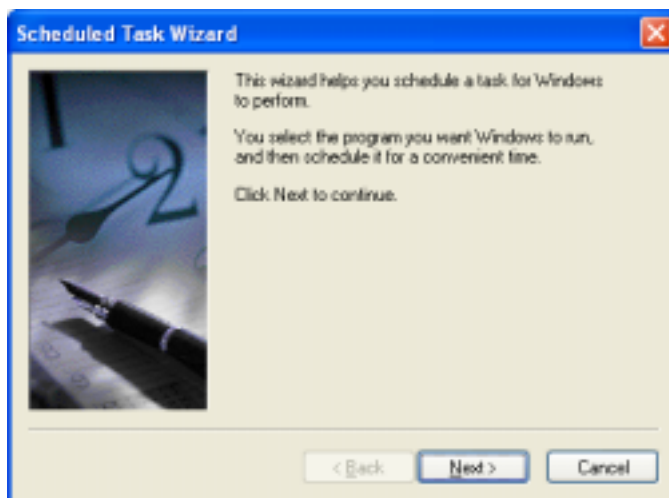 Scheduled Task Wizard
This wizard helps you schedule a task for Windows
to perform.
You select the program you want Windows to run,
and then schedule it for a convenient time.
Click Next to continue.
2
< Back
Next >
Cancel